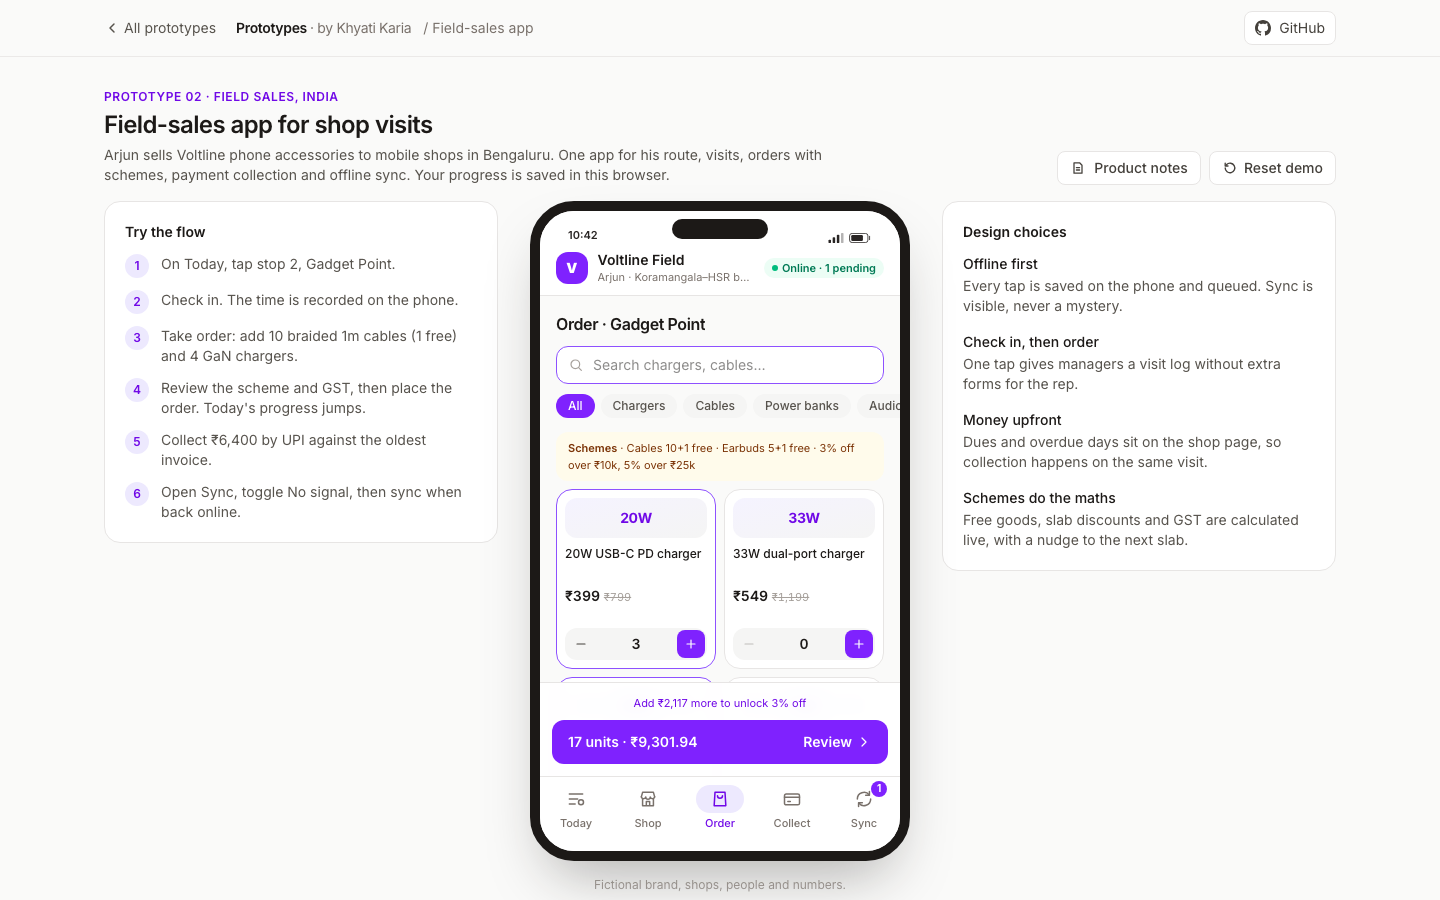 All prototypes Prototypes · by Khyati Karia / Field-sales app GitHub
PROTOTYPE 02 · FIELD SALES, INDIA
Field-sales app for shop visits
Arjun sells Voltline phone accessories to mobile shops in Bengaluru. One app for his route, visits, orders with
schemes, payment collection and offline sync. Your progress is saved in this browser.
Product notes Reset demo
Try the flow
1 On Today, tap stop 2, Gadget Point.
2 Check in. The time is recorded on the phone.
3 Take order: add 10 braided 1m cables (1 free)
and 4 GaN chargers.
4 Review the scheme and GST, then place the
order. Today's progress jumps.
5 Collect ₹6,400 by UPI against the oldest
invoice.
6 Open Sync, toggle No signal, then sync when
back online.
10:42
V Voltline Field
Arjun · Koramangala–HSR b...
Online · 1 pending
Order · Gadget Point
Search chargers, cables...
All Chargers Cables Power banks Audio
Schemes · Cables 10+1 free · Earbuds 5+1 free · 3% off
over ₹10k, 5% over ₹25k
20W
20W USB-C PD charger
₹399 ₹799
− 3 +
33W
33W dual-port charger
₹549 ₹1,199
− 0 +
Add ₹2,117 more to unlock 3% off
17 units · ₹9,301.94 Review
Today Shop Order Collect Sync 1
Design choices
Offline first
Every tap is saved on the phone and queued. Sync is
visible, never a mystery.
Check in, then order
One tap gives managers a visit log without extra
forms for the rep.
Money upfront
Dues and overdue days sit on the shop page, so
collection happens on the same visit.
Schemes do the maths
Free goods, slab discounts and GST are calculated
live, with a nudge to the next slab.
Fictional brand, shops, people and numbers.